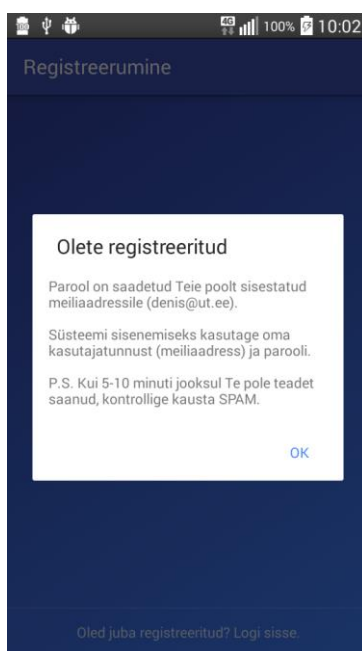 4G 100% 10:02
Registreerumine
Olete registreeritud
Parool on saadetud Teie poolt sisestatud
meiliaadressile (denis@ut.ee).
Süsteemi sisenemiseks kasutage oma
kasutajatunnust (meiliaadress) ja parooli.
P.S. Kui 5-10 minuti jooksul Te pole teadet
saanud, kontrollige kausta SPAM.
OK
Oled juba registreeritud? Logi sisse.